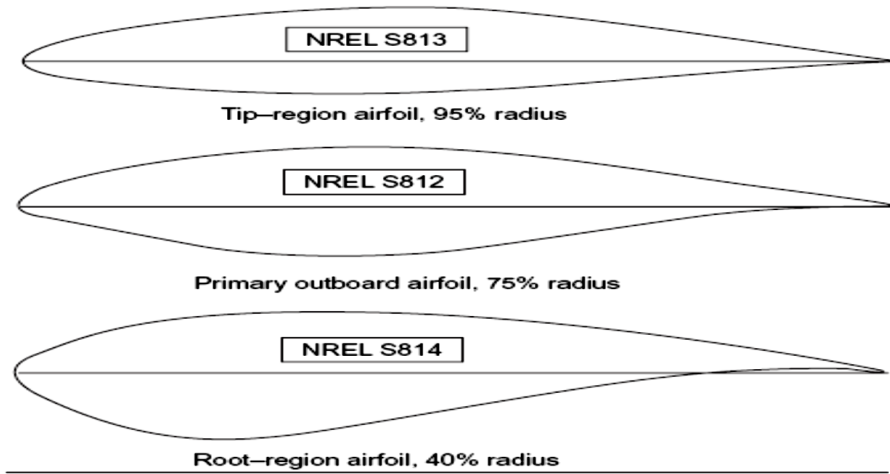 NREL S813
Tip–region airfoil, 95% radius
NREL S812
Primary outboard airfoil, 75% radius
NREL S814
Root–region airfoil, 40% radius